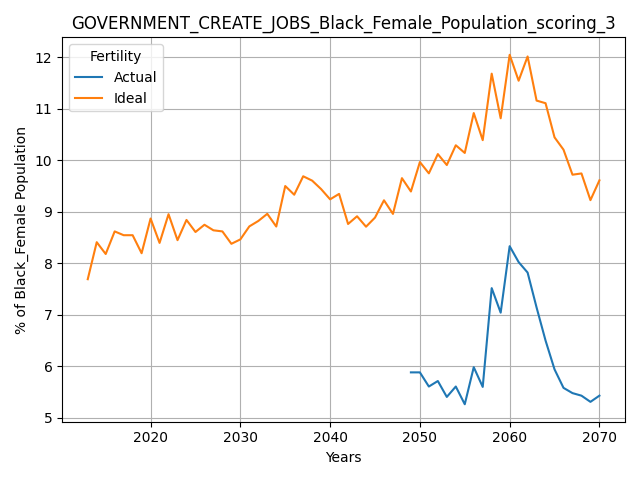 GOVERNMENT_CREATE_JOBS_Black_Female_Population_scoring_3
Fertility
Actual
Ideal
12
11
10
9
8
7
6
5
% of Black_Female Population
2020 2030 2040 2050 2060 2070
Years